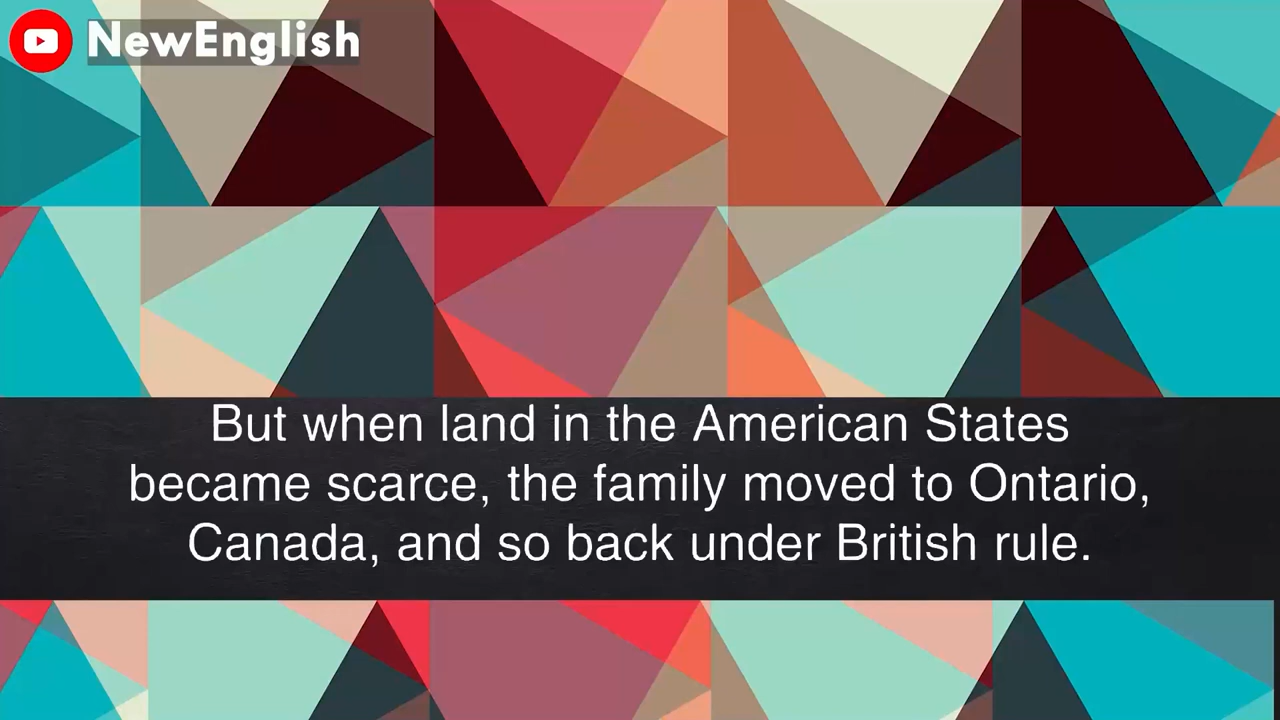 NewEnglish
But when land in the American States
became scarce, the family moved to Ontario,
Canada, and so back under British rule.